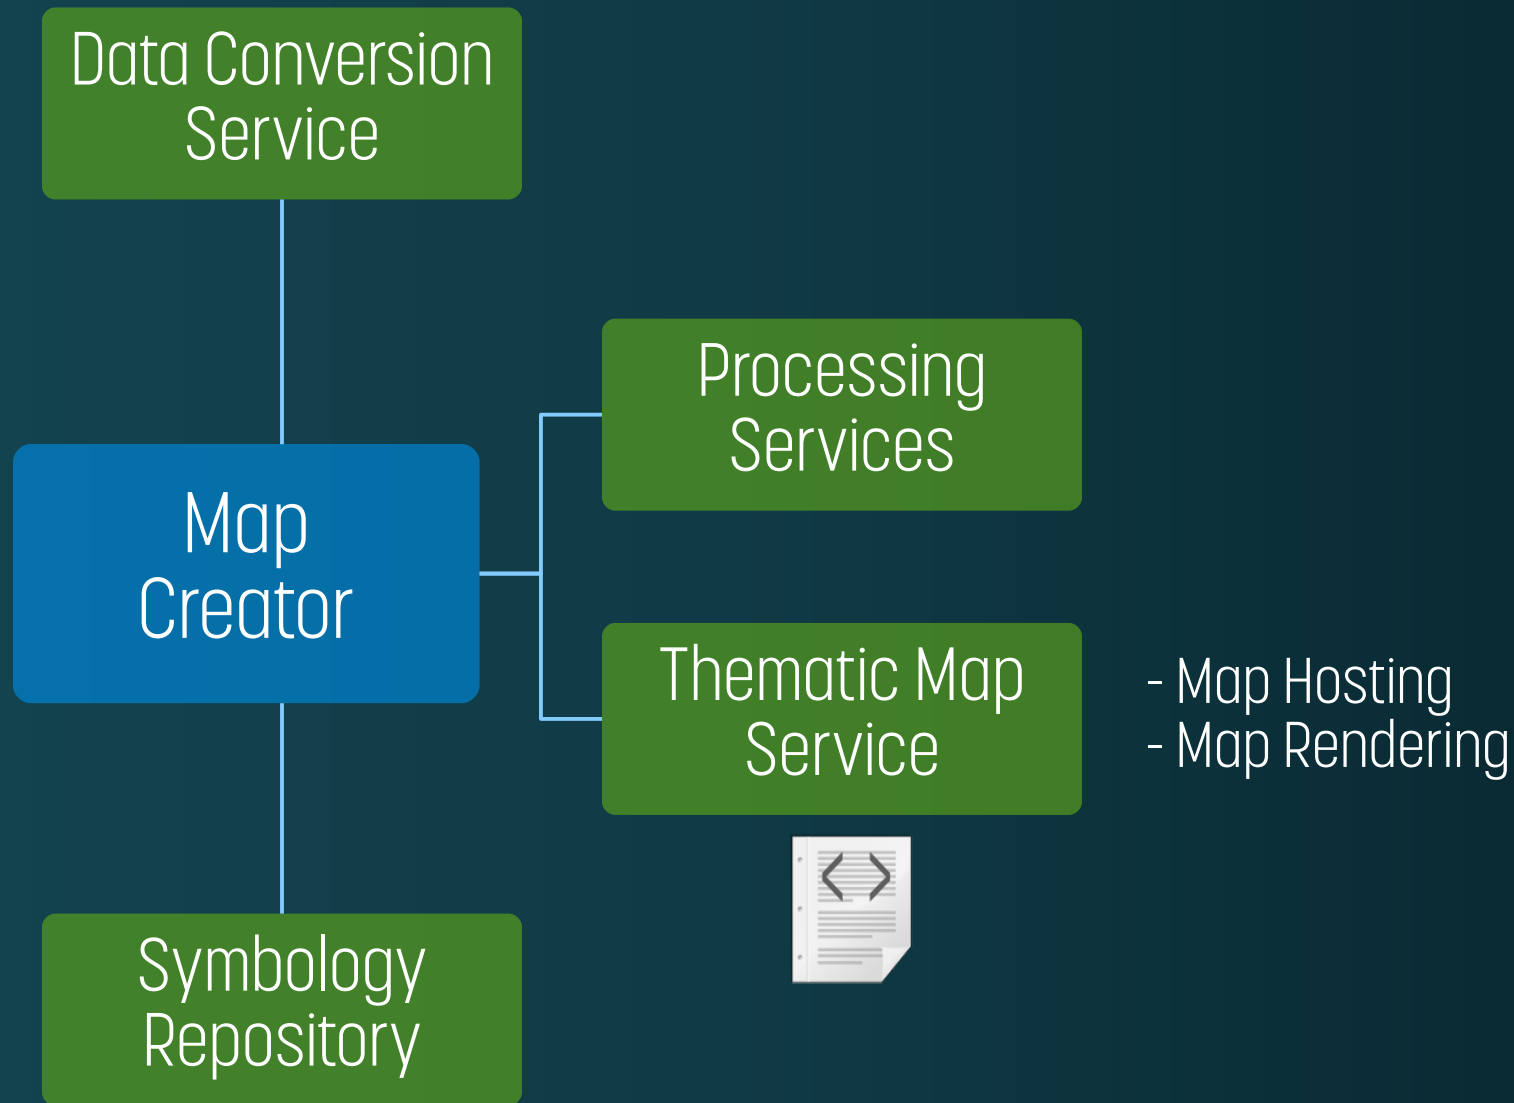 Data Conversion
Service
Processing
Services
Map
Creator
Thematic Map
Service
- Map Hosting
- Map Rendering
<>
Symbology
Repository